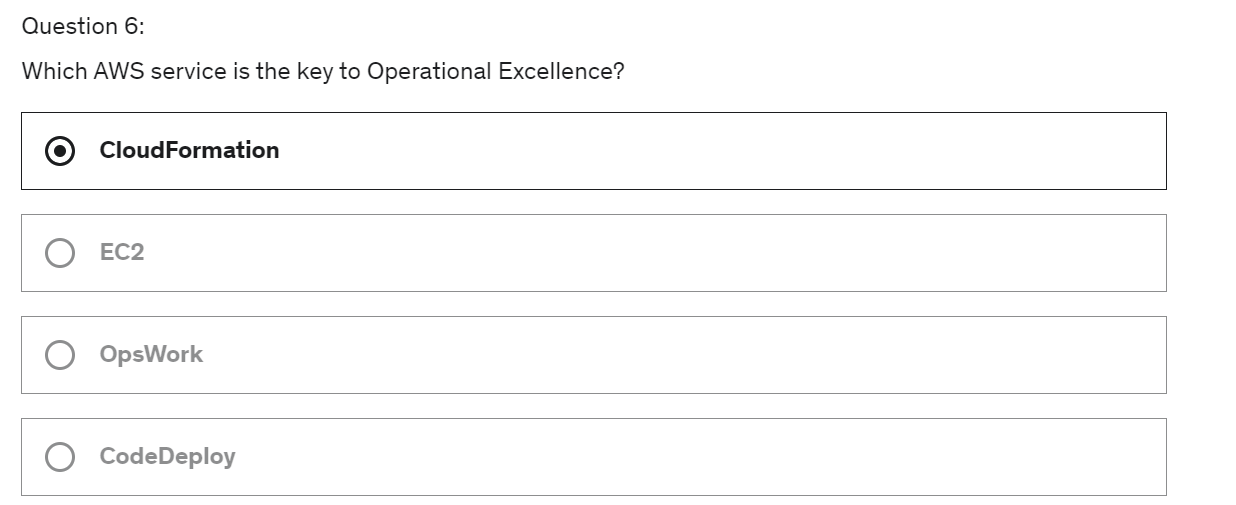 Question 6:
Which AWS service is the key to Operational Excellence?
CloudFormation
EC2
OpsWork
CodeDeploy